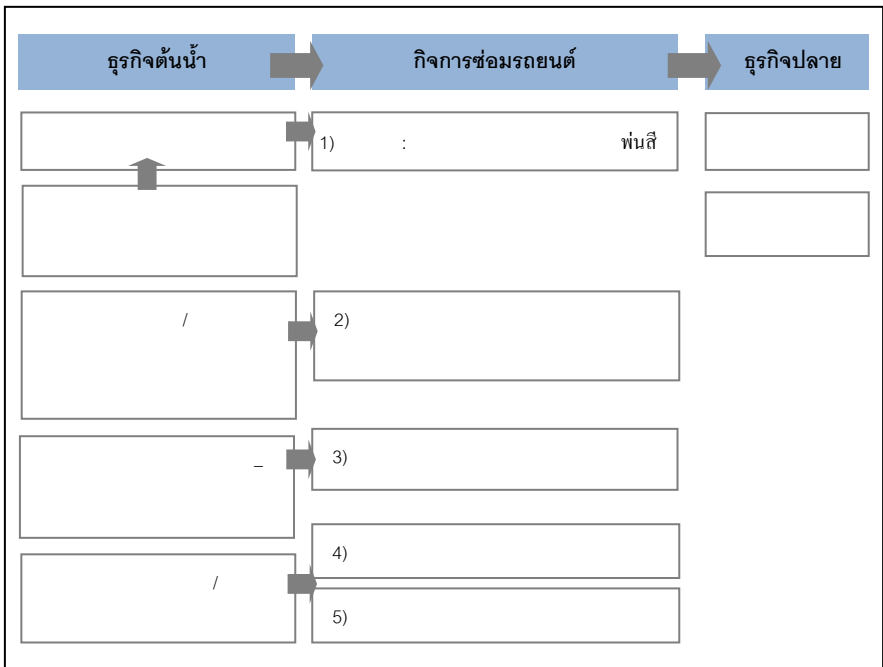 ธุรกิจต้นน้ำ
กิจการซ่อมรถยนต์
ธุรกิจปลาย
1) : พ่นสี
/
2)
–
3)
4)
/
5)